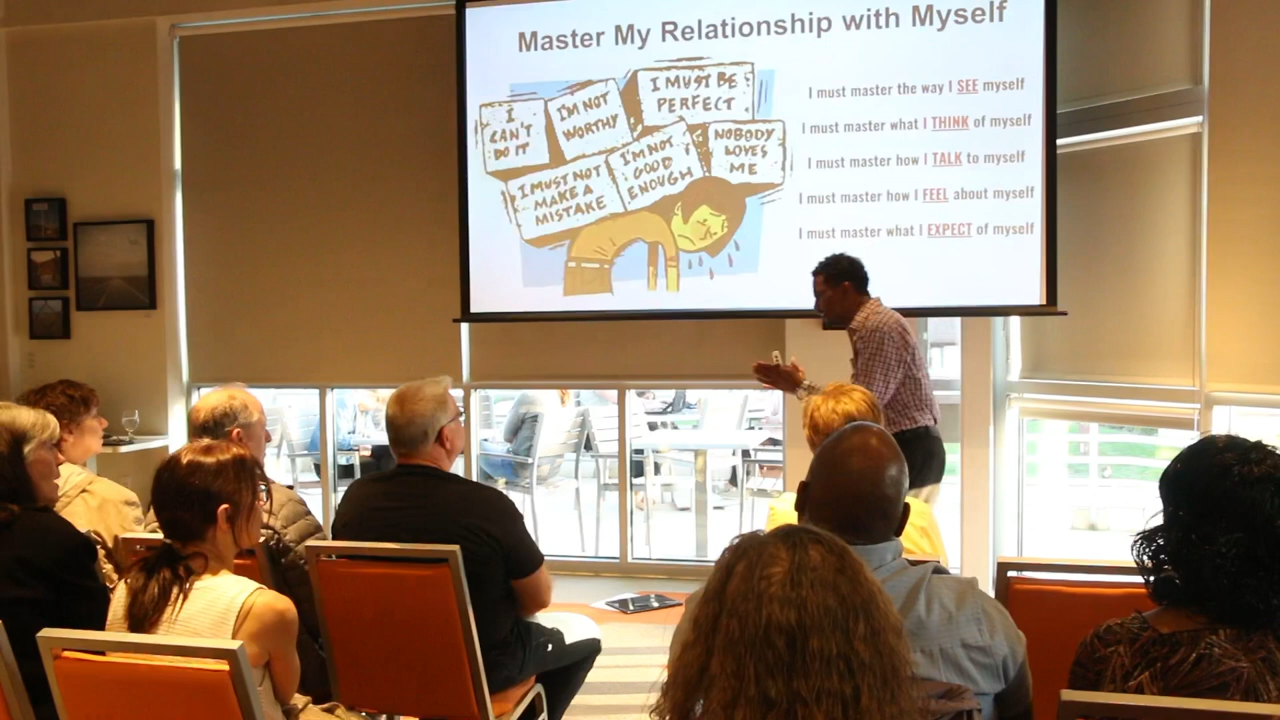 Master My Relationship with Myself
I
CAN'T
DO IT
I'M NOT
WORTHY
I MUST BE
PERFECT
I MUST NOT
MAKE A
MISTAKE
I'M NOT
GOOD
ENOUGH
NOBODY
LOVES
ME
I must master the way I SEE myself
I must master what I THINK of myself
I must master how I TALK to myself
I must master how I FEEL about myself
I must master what I EXPECT of myself